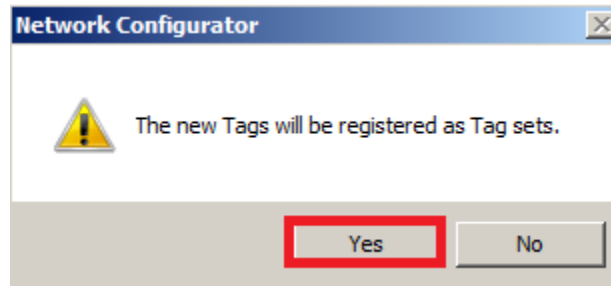 Network Configurator
The new Tags will be registered as Tag sets.
Yes
No